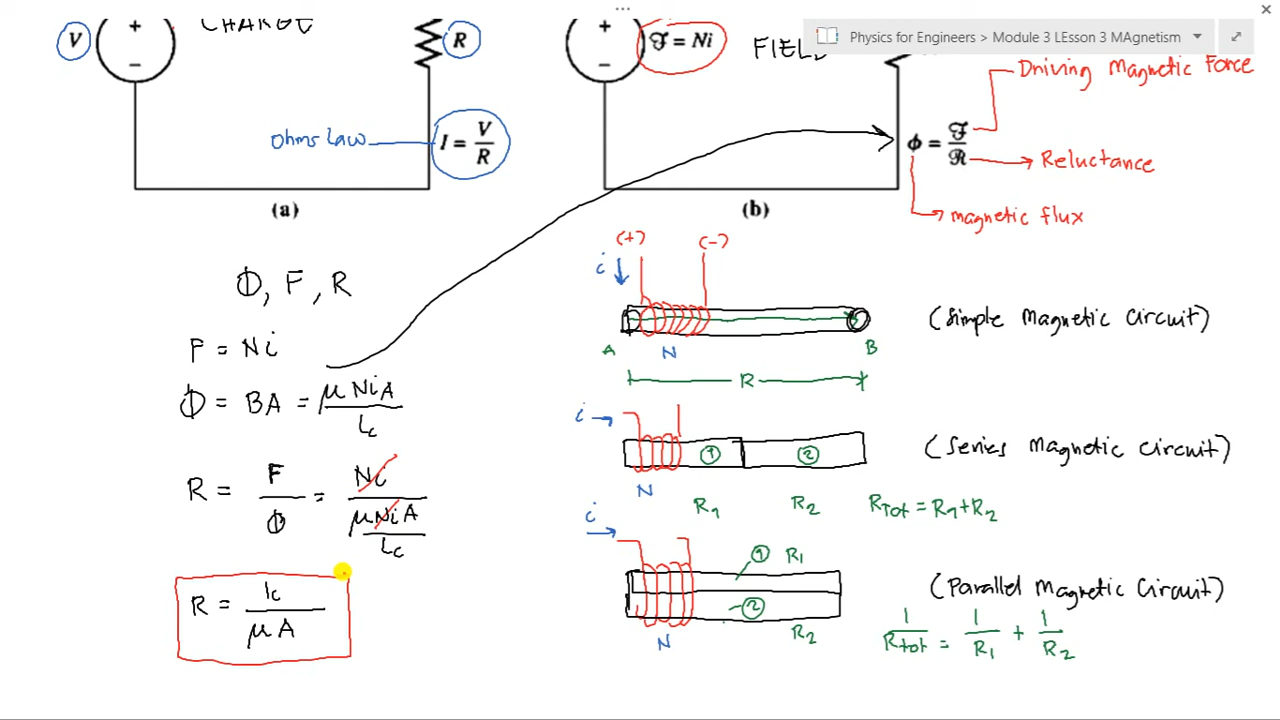 Physics for Engineers > Module 3 LEsson 3 MAgnetism
CHARGE
V
+
−
R
ohms Law
I = V/R
(a)
+
−
ℱ = Ni
FIELD
Driving Magnetic Force
ϕ = ℱ/ℛ
Reluctance
magnetic flux
(b)
Φ, F, R
F = Ni
Φ = BA = μNiA/Lc
R = F/Φ = Ni/(μNiA/Lc)
R = lc/μA
(+) (-)
i
A N B
R
(Simple Magnetic Circuit)
i
1 2
N
R1 R2 RTot = R1+R2
(Series Magnetic Circuit)
i
1 R1
2
N R2
(Parallel Magnetic Circuit)
1/Rtot = 1/R1 + 1/R2